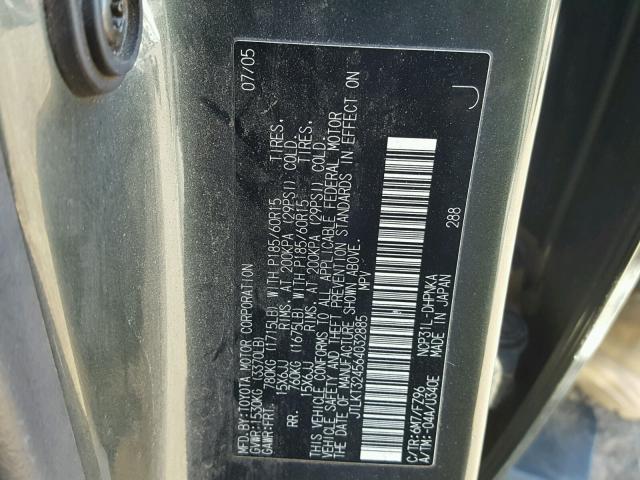 MFD.BY:TOYOTA MOTOR CORPORATION 07/05
GVWR:1530KG (3370LB)
GAWR:FRT. 780KG (1715LB) WITH P185/60R15 TIRES,
15X6JJ RIMS, AT 200KPA (29PSI) COLD.
RR. 760KG (1675LB) WITH P185/60R15 TIRES,
15X6JJ RIMS, AT 200KPA (29PSI) COLD.
THIS VEHICLE CONFORMS TO ALL APPLICABLE FEDERAL MOTOR
VEHICLE SAFETY AND THEFT PREVENTION STANDARDS IN EFFECT ON
THE DATE OF MANUFACTURE SHOWN ABOVE.
JTLKT324564032885 MPV
J
288
C/TR:6M7/FZ96 NCP31L-DHPNKA
A/TM:-04A/U340E MADE IN JAPAN